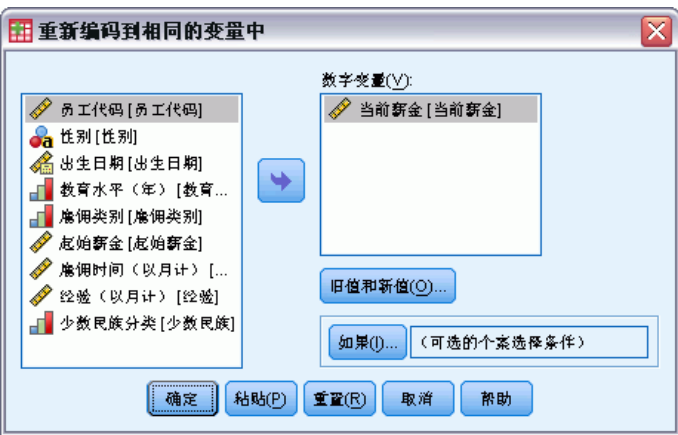 重新编码到相同的变量中
员工代码 [员工代码]
性别 [性别]
出生日期 [出生日期]
教育水平（年） [教育...
雇佣类别 [雇佣类别]
起始薪金 [起始薪金]
雇佣时间（以月计） [...
经验（以月计） [经验]
少数民族分类 [少数民族]
数字变量(V):
当前薪金 [当前薪金]
旧值和新值(O)...
如果(I)...
（可选的个案选择条件）
确定
粘贴(P)
重置(R)
取消
帮助